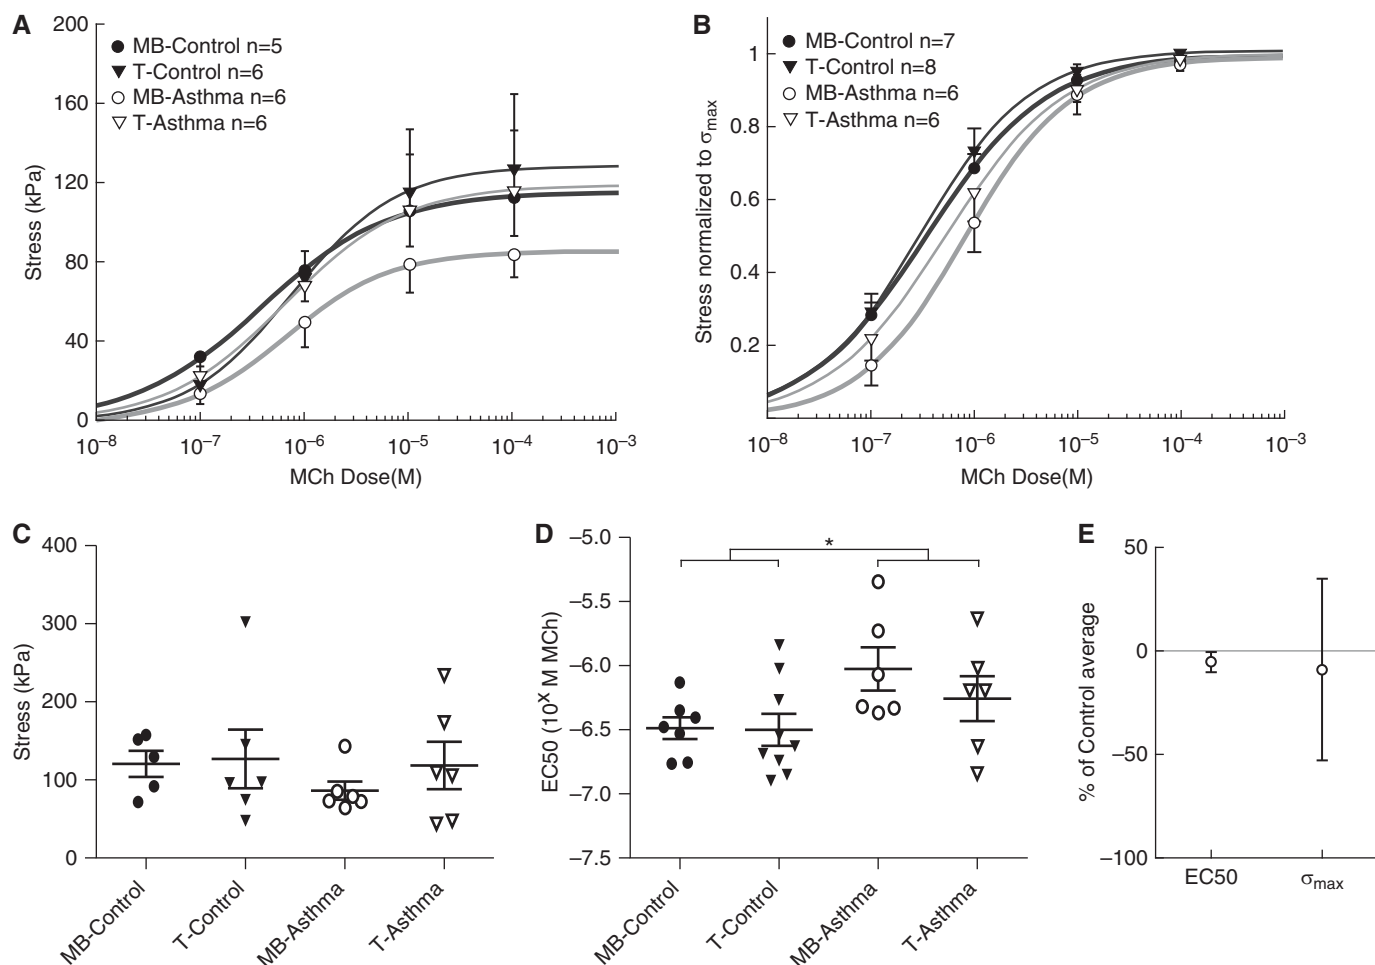 A
200
160
120
80
40
0
Stress (kPa)
MB-Control n=5
T-Control n=6
MB-Asthma n=6
T-Asthma n=6
10−8
10−7
10−6
10−5
10−4
10−3
MCh Dose(M)
B
1
0.8
0.6
0.4
0.2
Stress normalized to σmax
MB-Control n=7
T-Control n=8
MB-Asthma n=6
T-Asthma n=6
10−8
10−7
10−6
10−5
10−4
10−3
MCh Dose(M)
C
400
300
200
100
0
Stress (kPa)
MB-Control
T-Control
MB-Asthma
T-Asthma
D
−5.0
−5.5
−6.0
−6.5
−7.0
−7.5
EC50 (10X M MCh)
*
MB-Control
T-Control
MB-Asthma
T-Asthma
E
50
0
−50
−100
% of Control average
EC50
σmax